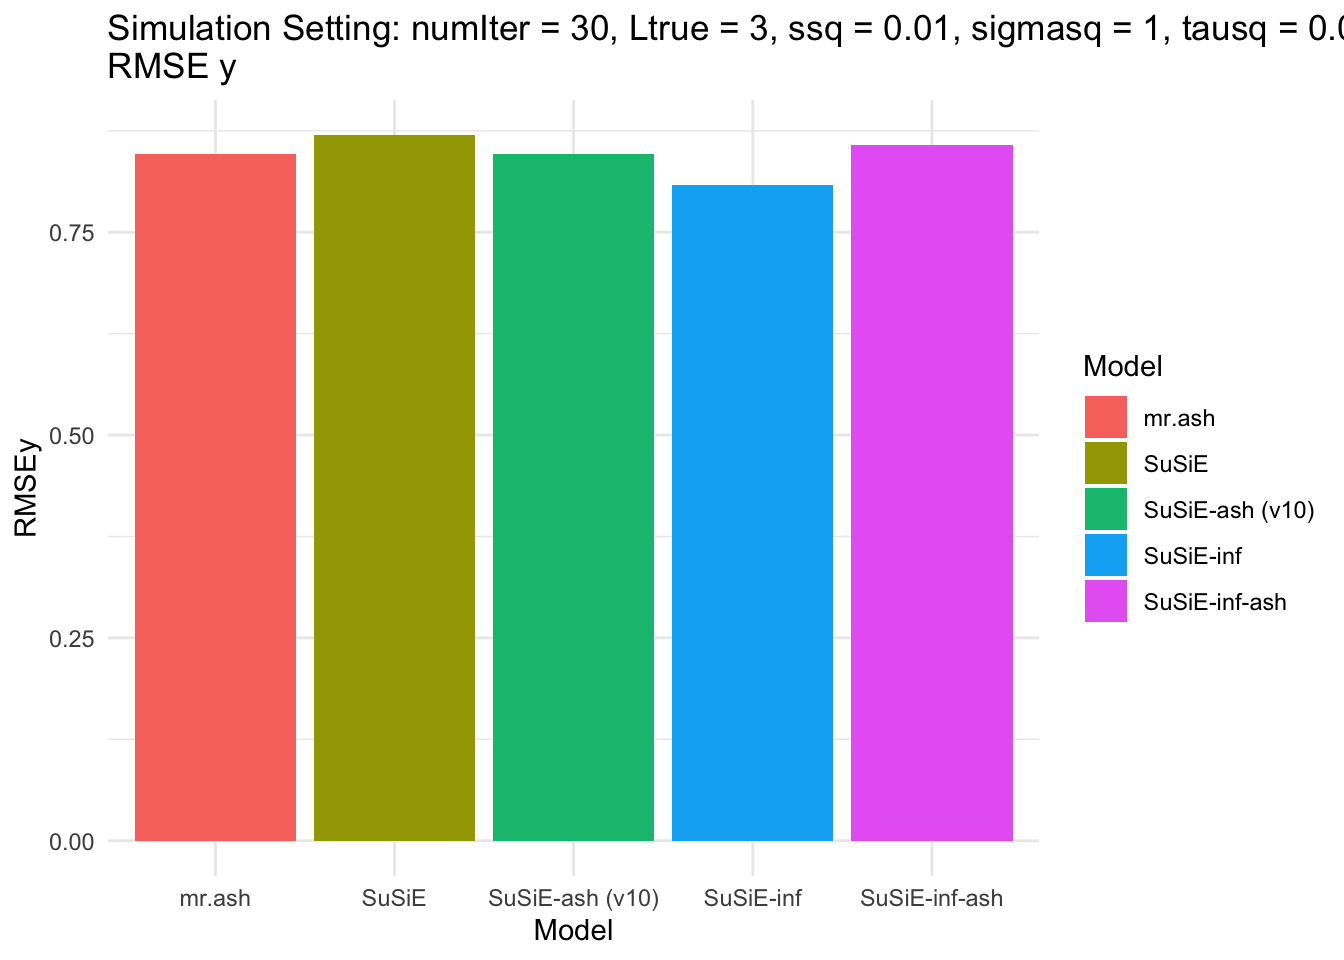 Simulation Setting: numIter = 30, Ltrue = 3, ssq = 0.01, sigmasq = 1, tausq =
RMSE y
RMSEy
0.75
0.50
0.25
0.00
mr.ash
SuSiE
SuSiE-ash (v10)
SuSiE-inf
SuSiE-inf-ash
Model
Model
mr.ash
SuSiE
SuSiE-ash (v10)
SuSiE-inf
SuSiE-inf-ash